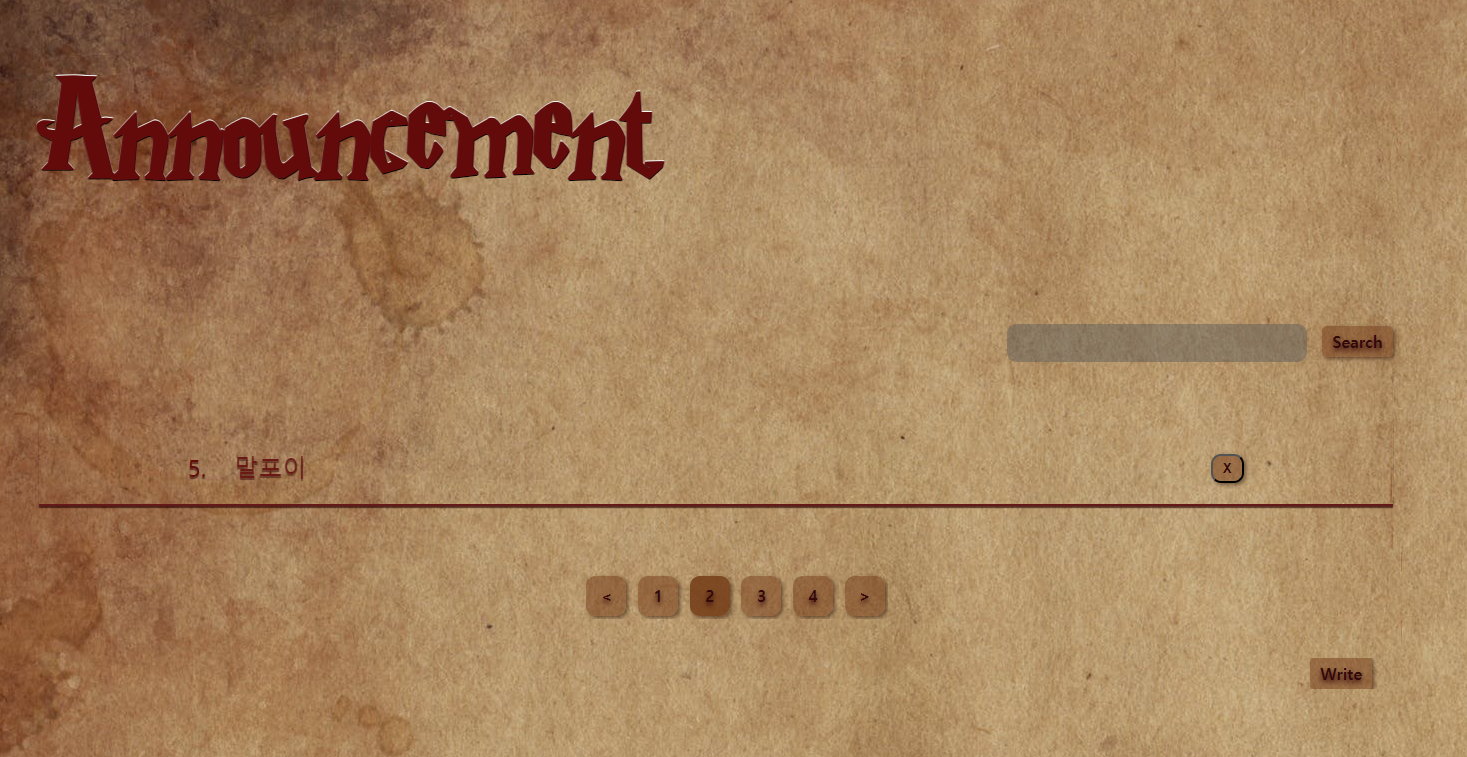 Announcement
Search
5. 말포이 X
< 1 2 3 4 >
Write